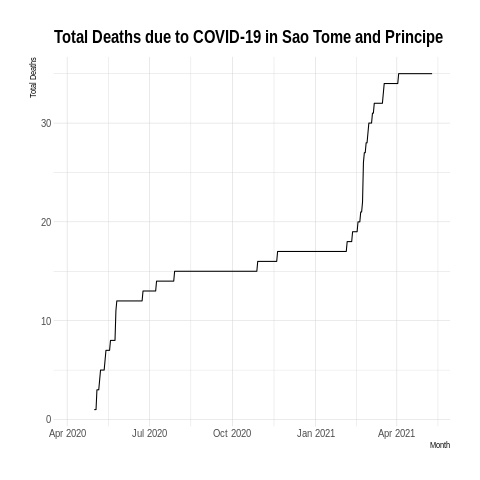 Total Deaths due to COVID-19 in Sao Tome and Principe
Total Deaths
30
20
10
0
Apr 2020 Jul 2020 Oct 2020 Jan 2021 Apr 2021
Month